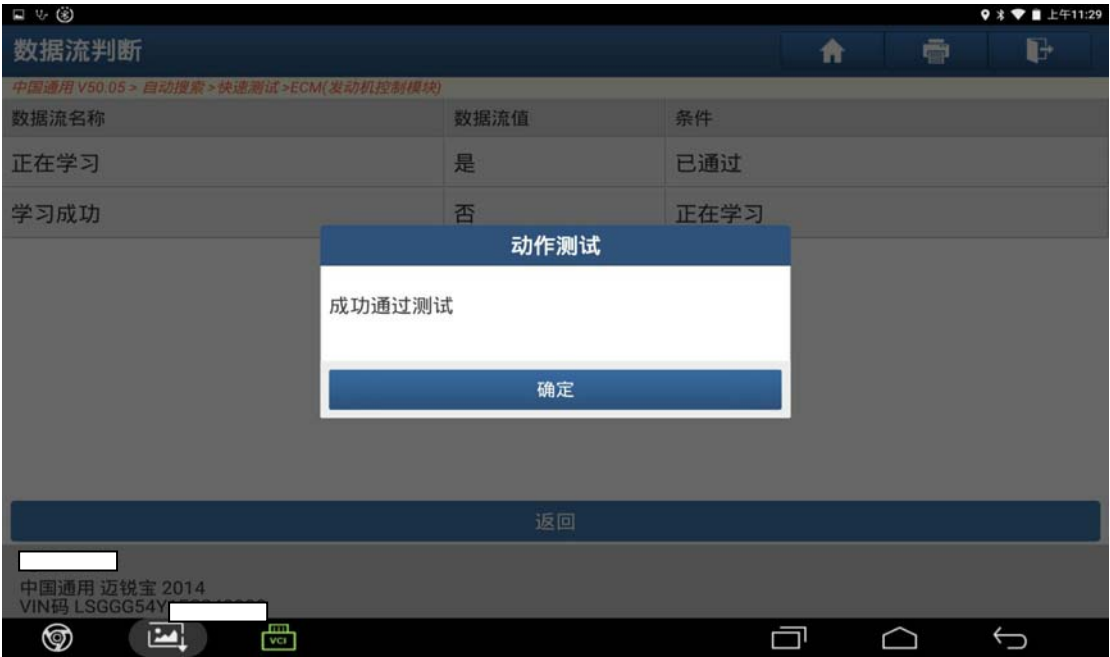 上午11:29
数据流判断
中国通用 V50.05 > 自动搜索 > 快速测试 >ECM(发动机控制模块)
数据流名称 数据流值 条件
正在学习 是 已通过
学习成功 否 正在学习
动作测试
成功通过测试
确定
返回
中国通用 迈锐宝 2014
VIN码 LSGGG54Y
VCI